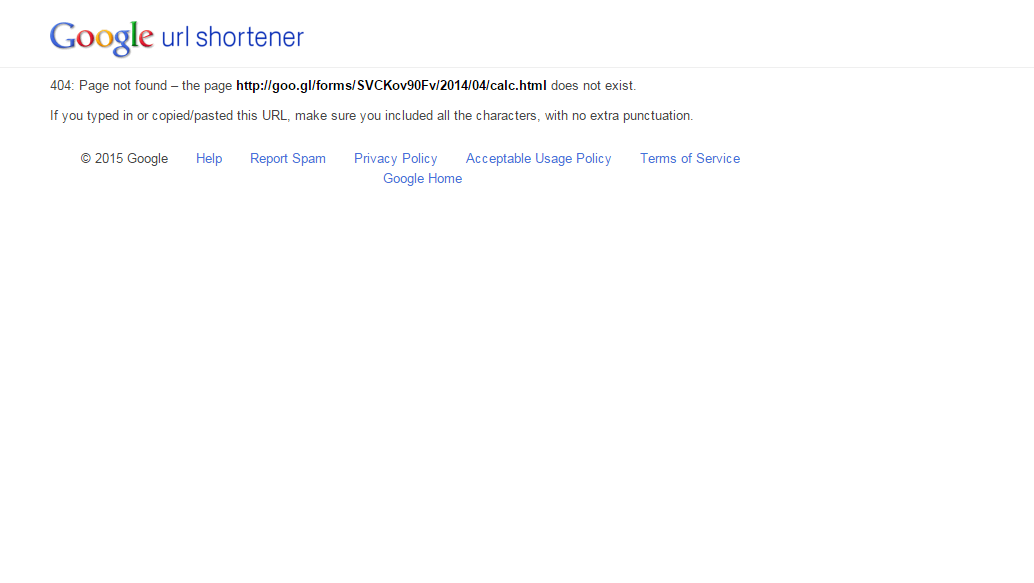 Google url shortener
404: Page not found – the page http://goo.gl/forms/SVCKov90Fv/2014/04/calc.html does not exist.
If you typed in or copied/pasted this URL, make sure you included all the characters, with no extra punctuation.
© 2015 Google Help Report Spam Privacy Policy Acceptable Usage Policy Terms of Service
Google Home